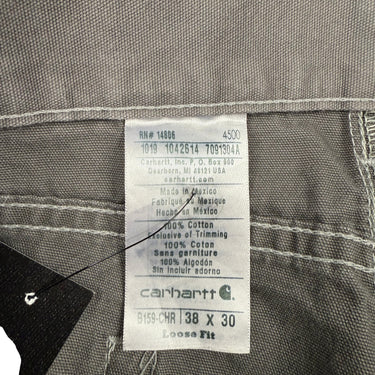 RN# 14806 4500
1019 1042614 7091304A
Carhartt, Inc. P. O. Box 600
Dearborn, MI 48121 USA
carhartt.com
Made in Mexico
Fabriqué au Mexique
Hecho en México
100% Cotton
Exclusive of Trimming
100% Coton
Sans garniture
100% Algodón
Sin incluir adorno
carhartt
B159-CHR 38 X 30
Loose Fit